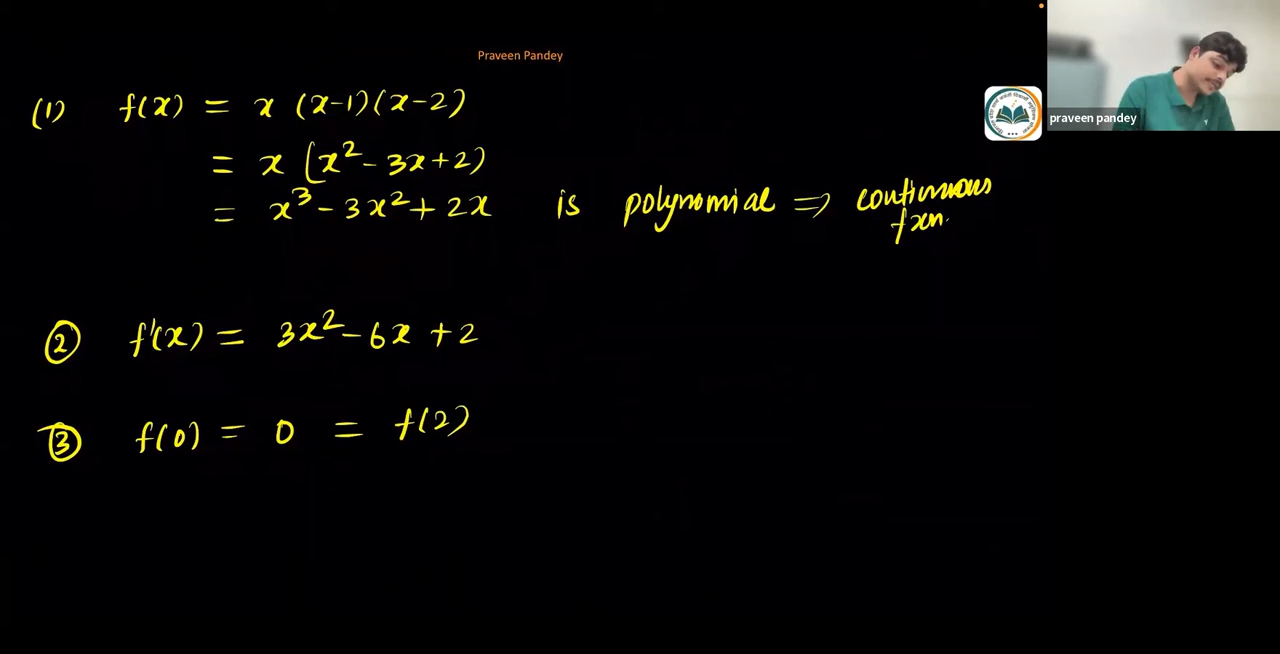 Praveen Pandey
(1) f(x) = x (x-1)(x-2)
= x (x² - 3x + 2)
= x³ - 3x² + 2x is polynomial ⇒ continuous
fxn.
② f'(x) = 3x² - 6x + 2
③ f(0) = 0 = f(2)
praveen pandey